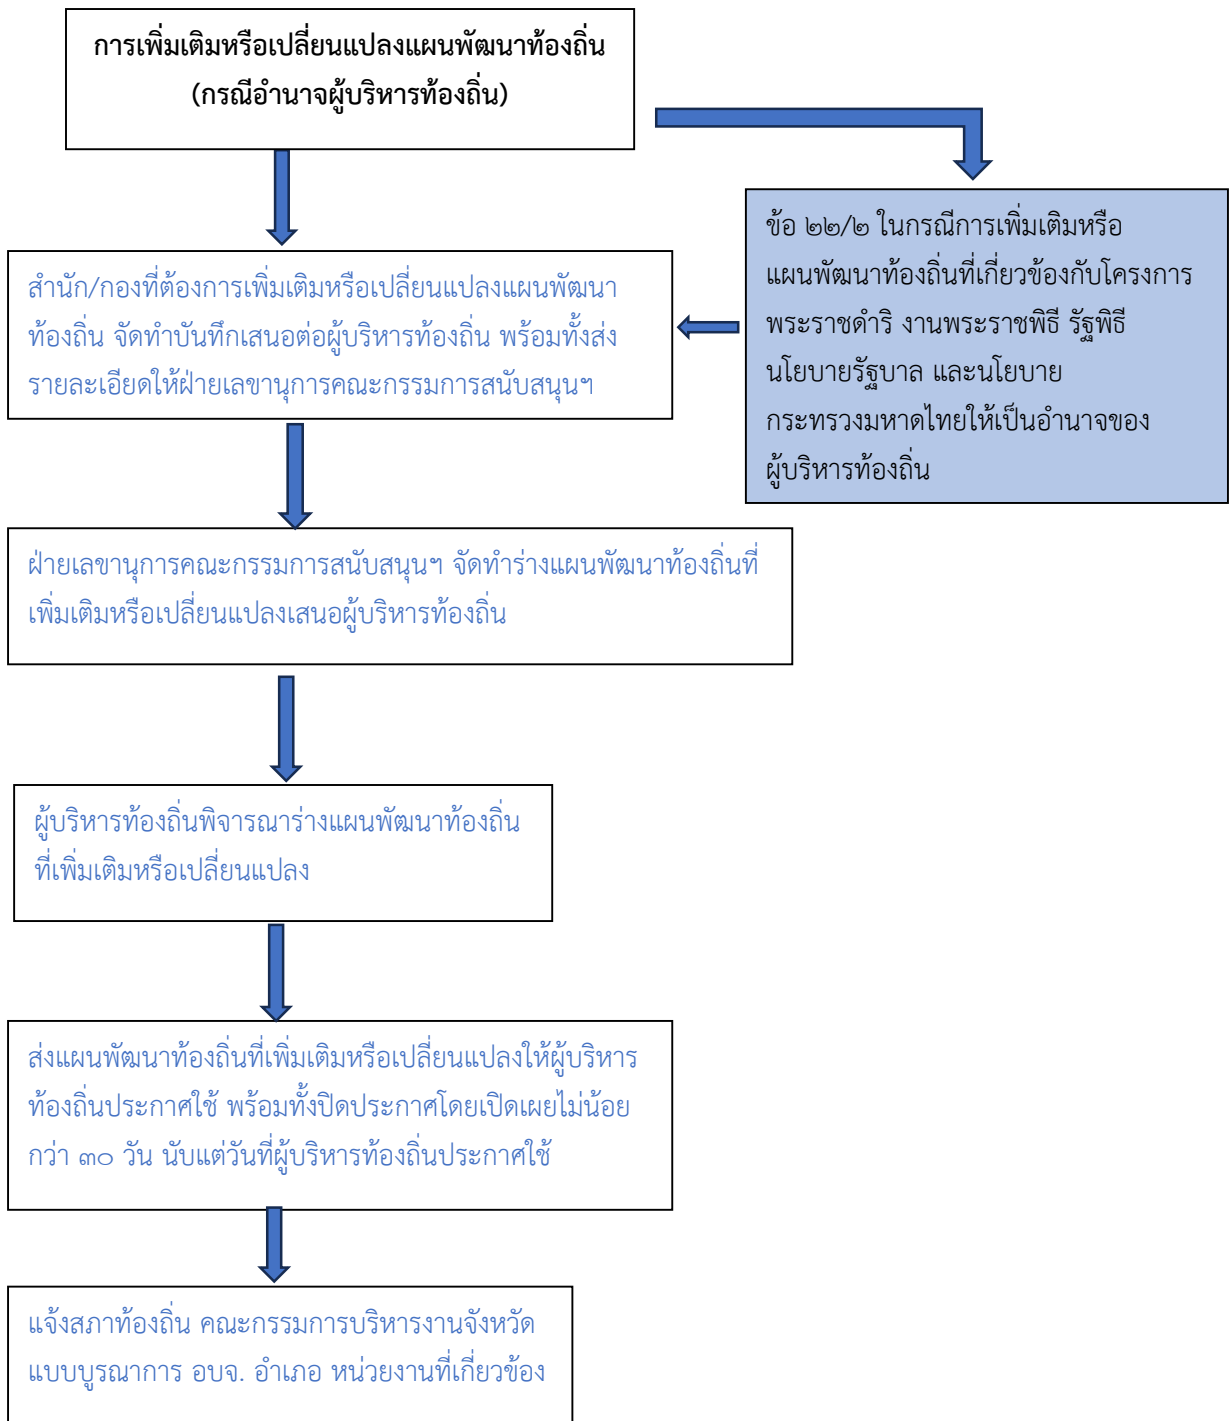 การเพิ่มเติมหรือเปลี่ยนแปลงแผนพัฒนาท้องถิ่น
(กรณีอำนาจผู้บริหารท้องถิ่น)
ข้อ ๒๒/๒ ในกรณีการเพิ่มเติมหรือ
แผนพัฒนาท้องถิ่นที่เกี่ยวข้องกับโครงการ
พระราชดำริ งานพระราชพิธี รัฐพิธี
นโยบายรัฐบาล และนโยบาย
กระทรวงมหาดไทยให้เป็นอำนาจของ
ผู้บริหารท้องถิ่น
สำนัก/กองที่ต้องการเพิ่มเติมหรือเปลี่ยนแปลงแผนพัฒนา
ท้องถิ่น จัดทำบันทึกเสนอต่อผู้บริหารท้องถิ่น พร้อมทั้งส่ง
รายละเอียดให้ฝ่ายเลขานุการคณะกรรมการสนับสนุนฯ
ฝ่ายเลขานุการคณะกรรมการสนับสนุนฯ จัดทำร่างแผนพัฒนาท้องถิ่นที่
เพิ่มเติมหรือเปลี่ยนแปลงเสนอผู้บริหารท้องถิ่น
ผู้บริหารท้องถิ่นพิจารณาร่างแผนพัฒนาท้องถิ่น
ที่เพิ่มเติมหรือเปลี่ยนแปลง
ส่งแผนพัฒนาท้องถิ่นที่เพิ่มเติมหรือเปลี่ยนแปลงให้ผู้บริหาร
ท้องถิ่นประกาศใช้ พร้อมทั้งปิดประกาศโดยเปิดเผยไม่น้อย
กว่า ๓๐ วัน นับแต่วันที่ผู้บริหารท้องถิ่นประกาศใช้
แจ้งสภาท้องถิ่น คณะกรรมการบริหารงานจังหวัด
แบบบูรณาการ อบจ. อำเภอ หน่วยงานที่เกี่ยวข้อง